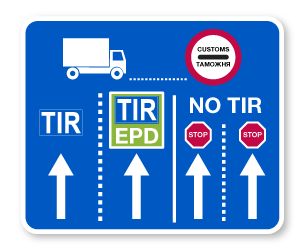 CUSTOMS
ТАМОЖНЯ
TIR
TIR
EPD
NO TIR
STOP
STOP